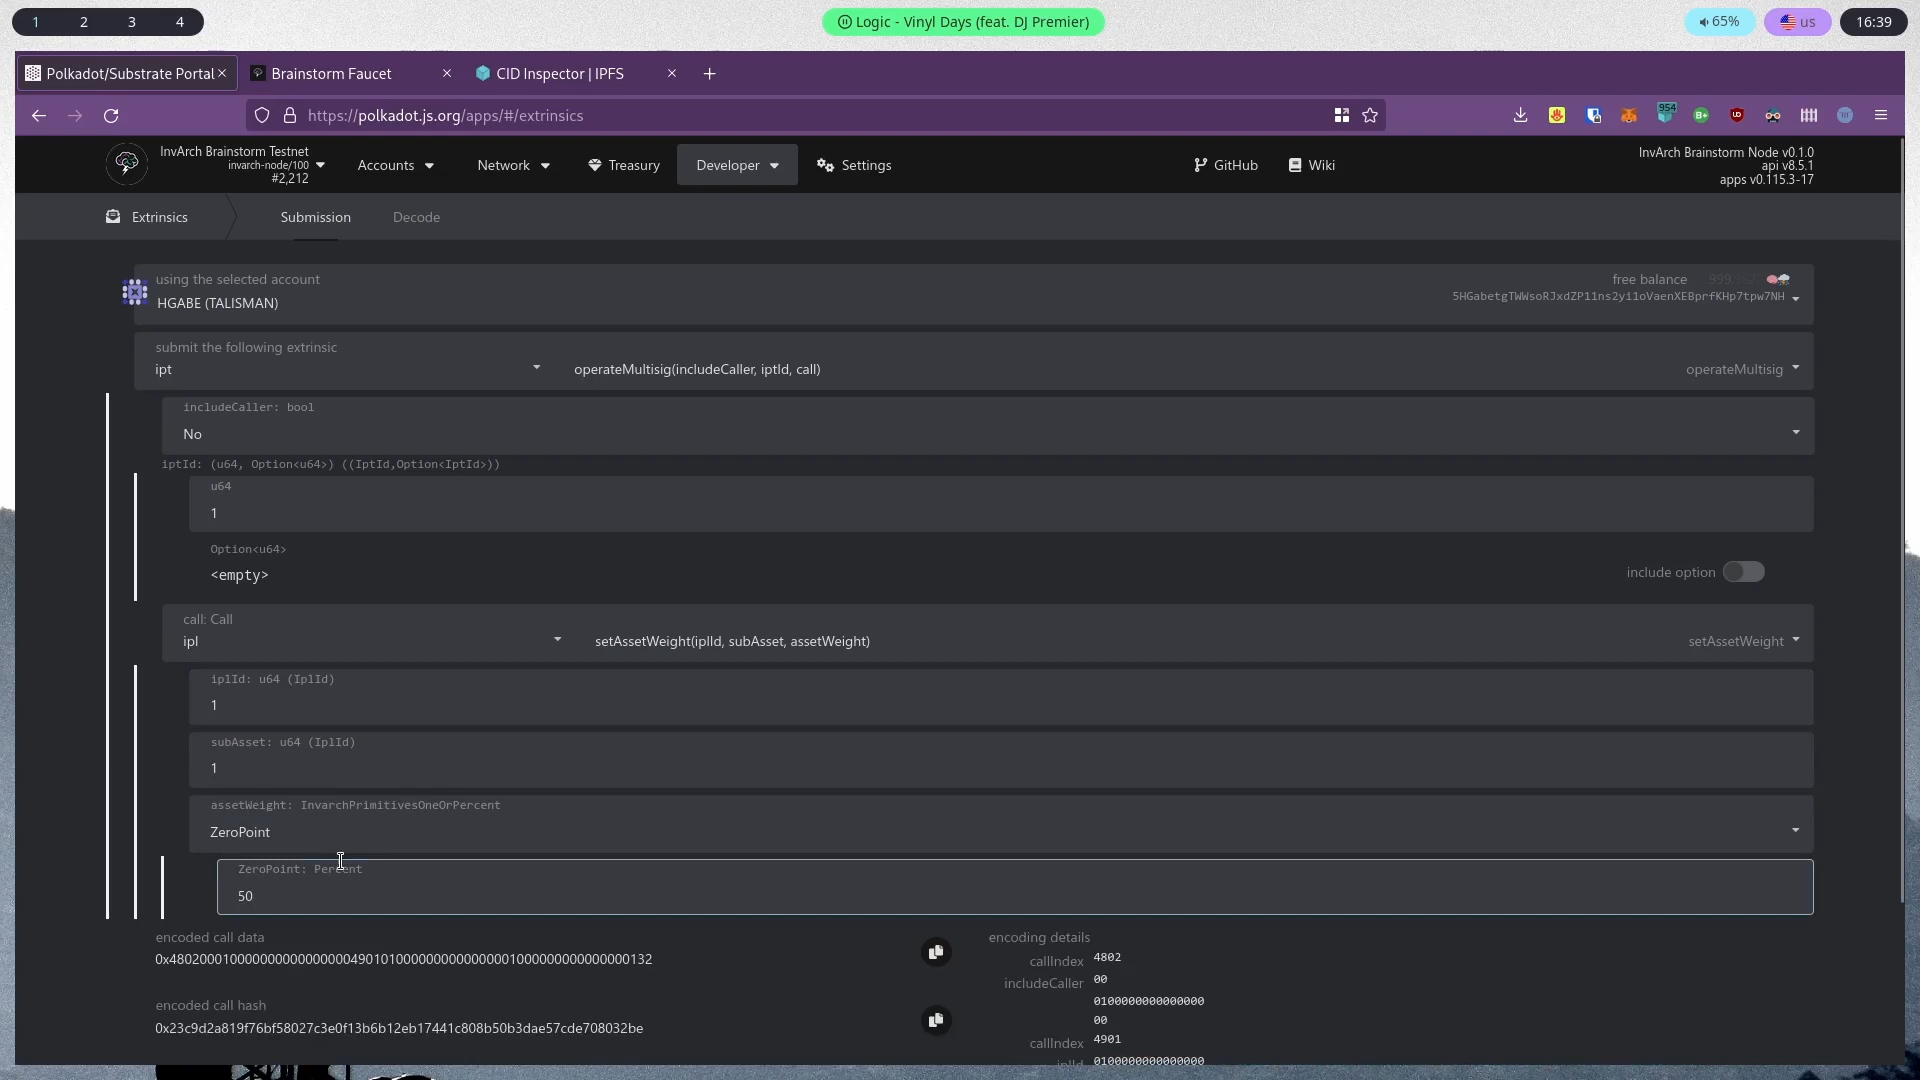 1 2 3 4
Logic - Vinyl Days (feat. DJ Premier)
65%
us
16:39
Polkadot/Substrate Portal
Brainstorm Faucet
CID Inspector | IPFS
https://polkadot.js.org/apps/#/extrinsics
954
InvArch Brainstorm Testnet
invarch-node/100
#2,212
Accounts
Network
Treasury
Developer
Settings
GitHub
Wiki
InvArch Brainstorm Node v0.1.0
api v8.5.1
apps v0.115.3-17
Extrinsics
Submission
Decode
using the selected account
HGABE (TALISMAN)
free balance
5HGabetgTWWsoRJxdZP11ns2yi1oVaenXEBprfKHp7tpw7NH
submit the following extrinsic
ipt
operateMultisig(includeCaller, iptId, call)
operateMultisig
includeCaller: bool
No
iptId: (u64, Option<u64>) ((IptId,Option<IptId>))
u64
1
Option<u64>
<empty>
include option
call: Call
ipl
setAssetWeight(iplId, subAsset, assetWeight)
setAssetWeight
iplId: u64 (IplId)
1
subAsset: u64 (IplId)
1
assetWeight: InvarchPrimitivesOneOrPercent
ZeroPoint
ZeroPoint: Percent
50
encoded call data
0x4802000100000000000000004901010000000000000001000000000000000132
encoded call hash
0x23c9d2a819f76bf58027c3e0f13b6b12eb17441c808b50b3dae57cde708032be
encoding details
callIndex 4802
includeCaller 00
0100000000000000
00
callIndex 4901
iplId 0100000000000000